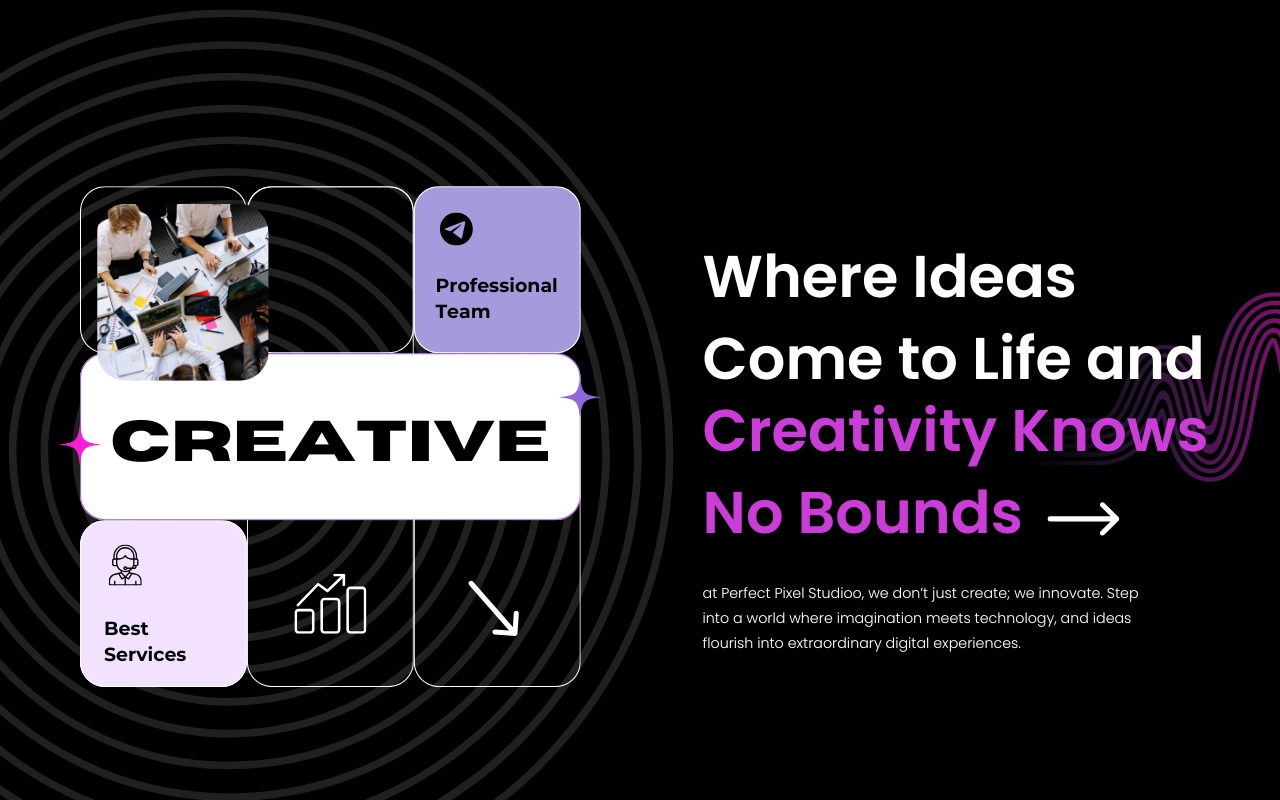 Professional
Team
CREATIVE
Best
Services
Where Ideas
Come to Life and
Creativity Knows
No Bounds
at Perfect Pixel Studioo, we don’t just create; we innovate. Step
into a world where imagination meets technology, and ideas
flourish into extraordinary digital experiences.